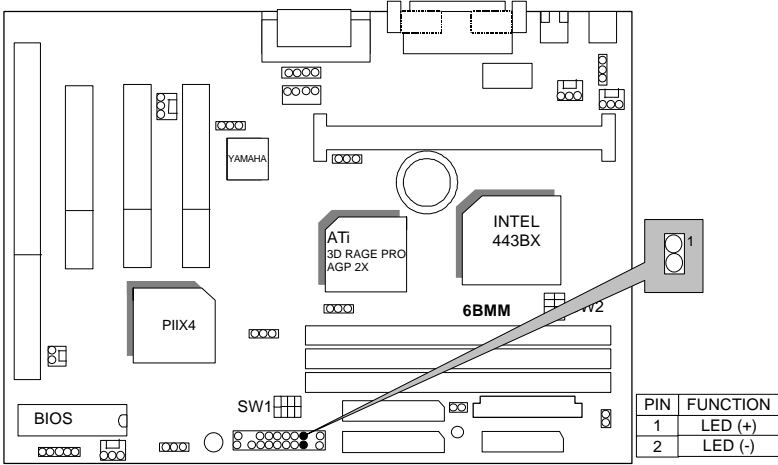 YAMAHA
ATi
3D RAGE PRO
AGP 2X
INTEL
443BX
1
6BMM
W2
PIIX4
SW1
BIOS
PIN FUNCTION
1 LED (+)
2 LED (-)